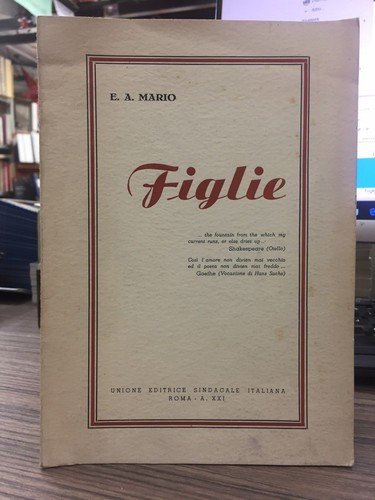 E. A. MARIO
Figlie
... the fountain from the which my
current runs, or else dries up...
Shakespeare (Otello)
Così l'amore non divien mai vecchio
ed il poeta non divien mai freddo...
Goethe (Vocazione di Hans Sachs)
UNIONE EDITRICE SINDACALE ITALIANA
ROMA - A. XXI